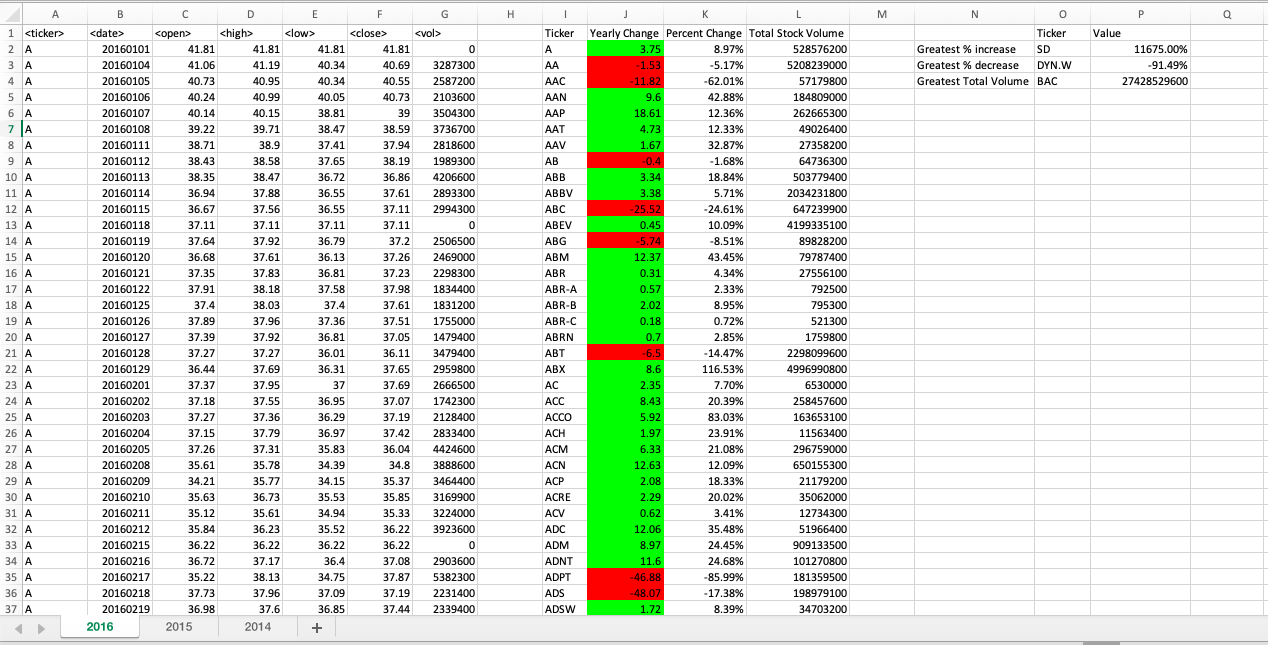 A B C D E F G H I J K L M N O P Q
1 <ticker> <date> <open> <high> <low> <close> <vol> Ticker Yearly Change Percent Change Total Stock Volume Ticker Value
2 A 20160101 41.81 41.81 41.81 41.81 0 A 3.75 8.97% 528576200 Greatest % increase SD 11675.00%
3 A 20160104 41.06 41.19 40.34 40.69 3287300 AA -1.53 -5.17% 5208239000 Greatest % decrease DYN.W -91.49%
4 A 20160105 40.73 40.95 40.34 40.55 2587200 AAC -11.82 -62.01% 57179800 Greatest Total Volume BAC 27428529600
5 A 20160106 40.24 40.99 40.05 40.73 2103600 AAN 9.6 42.88% 184809000
6 A 20160107 40.14 40.15 38.81 39 3504300 AAP 18.61 12.36% 262665300
7 A 20160108 39.22 39.71 38.47 38.59 3736700 AAT 4.73 12.33% 49026400
8 A 20160111 38.71 38.9 37.41 37.94 2818600 AAV 1.67 32.87% 27358200
9 A 20160112 38.43 38.58 37.65 38.19 1989300 AB -0.4 -1.68% 64736300
10 A 20160113 38.35 38.47 36.72 36.86 4206600 ABB 3.34 18.84% 503779400
11 A 20160114 36.94 37.88 36.55 37.61 2893300 ABBV 3.38 5.71% 2034231800
12 A 20160115 36.67 37.56 36.55 37.11 2994300 ABC -25.52 -24.61% 647239900
13 A 20160118 37.11 37.11 37.11 37.11 0 ABEV 0.45 10.09% 4199335100
14 A 20160119 37.64 37.92 36.79 37.2 2506500 ABG -5.74 -8.51% 89828200
15 A 20160120 36.68 37.61 36.13 37.26 2469000 ABM 12.37 43.45% 79787400
16 A 20160121 37.35 37.83 36.81 37.23 2298300 ABR 0.31 4.34% 27556100
17 A 20160122 37.91 38.18 37.58 37.98 1834400 ABR-A 0.57 2.33% 792500
18 A 20160125 37.4 38.03 37.4 37.61 1831200 ABR-B 2.02 8.95% 795300
19 A 20160126 37.89 37.96 37.36 37.51 1755000 ABR-C 0.18 0.72% 521300
20 A 20160127 37.39 37.92 36.81 37.05 1479400 ABRN 0.7 2.85% 1759800
21 A 20160128 37.27 37.27 36.01 36.11 3479400 ABT -6.5 -14.47% 2298099600
22 A 20160129 36.44 37.69 36.31 37.65 2959800 ABX 8.6 116.53% 4996990800
23 A 20160201 37.37 37.95 37 37.69 2666500 AC 2.35 7.70% 6530000
24 A 20160202 37.18 37.55 36.95 37.07 1742300 ACC 8.43 20.39% 258457600
25 A 20160203 37.27 37.36 36.29 37.19 2128400 ACCO 5.92 83.03% 163653100
26 A 20160204 37.15 37.79 36.97 37.42 2833400 ACH 1.97 23.91% 11563400
27 A 20160205 37.26 37.31 35.83 36.04 4424600 ACM 6.33 21.08% 296759000
28 A 20160208 35.61 35.78 34.39 34.8 3888600 ACN 12.63 12.09% 650155300
29 A 20160209 34.21 35.77 34.15 35.37 3464400 ACP 2.08 18.33% 21179200
30 A 20160210 35.63 36.73 35.53 35.85 3169900 ACRE 2.29 20.02% 35062000
31 A 20160211 35.12 35.61 34.94 35.33 3224000 ACV 0.62 3.41% 12734300
32 A 20160212 35.84 36.23 35.52 36.22 3923600 ADC 12.06 35.48% 51966400
33 A 20160215 36.22 36.22 36.22 36.22 0 ADM 8.97 24.45% 909133500
34 A 20160216 36.72 37.17 36.4 37.08 2903600 ADNT 11.6 24.68% 101270800
35 A 20160217 35.22 38.13 34.75 37.87 5382300 ADPT -46.88 -85.99% 181359500
36 A 20160218 37.73 37.96 37.09 37.19 2231400 ADS -48.07 -17.38% 198979100
37 A 20160219 36.98 37.6 36.85 37.44 2339400 ADSW 1.72 8.39% 34703200
2016 2015 2014 +